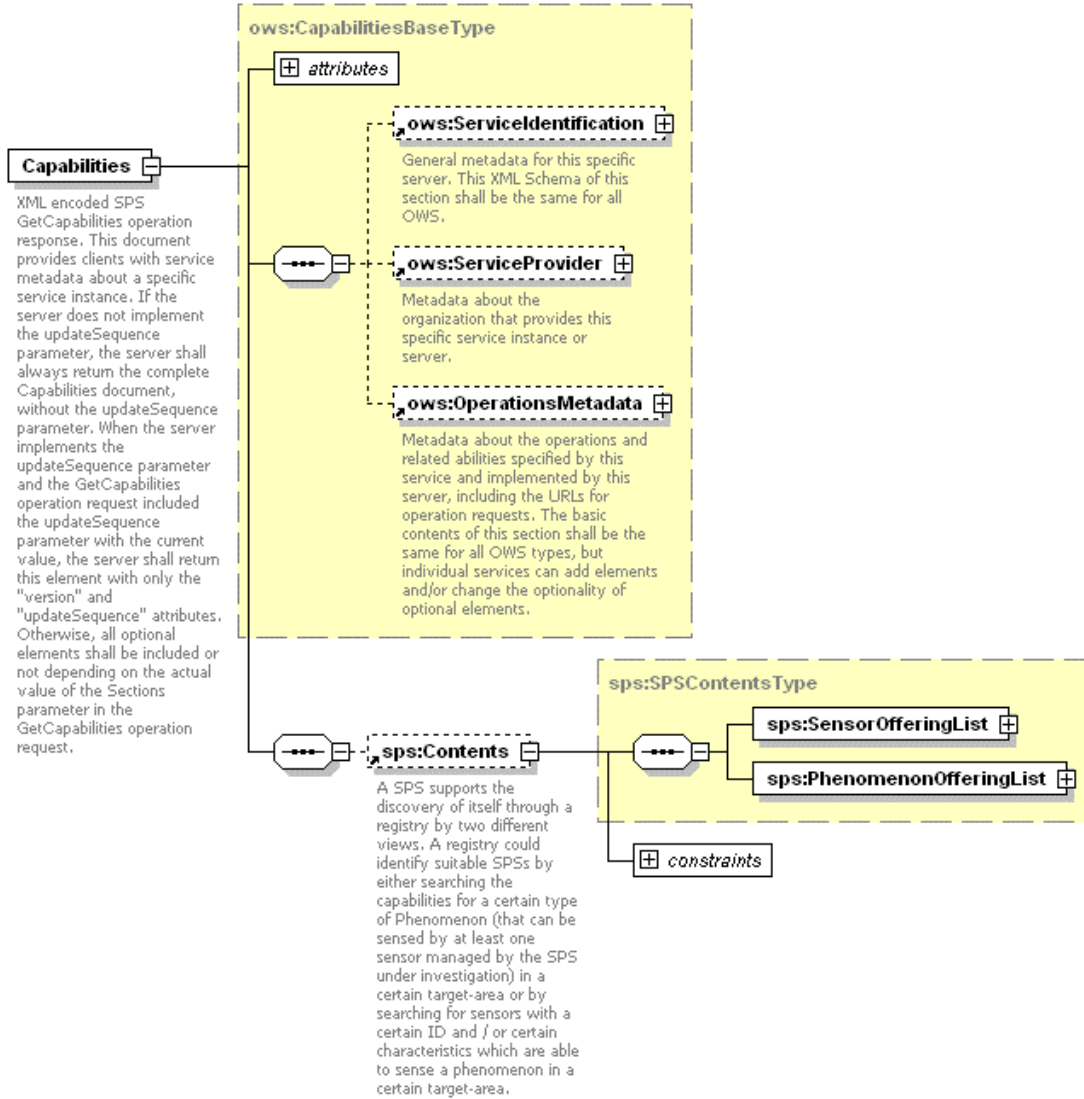 ows:CapabilitiesBaseType
attributes
ows:ServiceIdentification
General metadata for this specific
server. This XML Schema of this
section shall be the same for all
OWS.
Capabilities
XML encoded SPS
GetCapabilities operation
response. This document
provides clients with service
metadata about a specific
service instance. If the
server does not implement
the updateSequence
parameter, the server shall
always return the complete
Capabilities document,
without the updateSequence
parameter. When the server
implements the
updateSequence parameter
and the GetCapabilities
operation request included
the updateSequence
parameter with the current
value, the server shall return
this element with only the
"version" and
"updateSequence" attributes.
Otherwise, all optional
elements shall be included or
not depending on the actual
value of the Sections
parameter in the
GetCapabilities operation
request.
ows:ServiceProvider
Metadata about the
organization that provides this
specific service instance or
server.
ows:OperationsMetadata
Metadata about the operations and
related abilities specified by this
service and implemented by this
server, including the URLs for
operation requests. The basic
contents of this section shall be the
same for all OWS types, but
individual services can add elements
and/or change the optionality of
optional elements.
sps:SPSContentsType
sps:SensorOfferingList
sps:Contents
sps:PhenomenonOfferingList
A SPS supports the
discovery of itself through a
registry by two different
views. A registry could
identify suitable SPSs by
either searching the
capabilities for a certain type
of Phenomenon (that can be
sensed by at least one
sensor managed by the SPS
under investigation) in a
certain target-area or by
searching for sensors with a
certain ID and / or certain
characteristics which are able
to sense a phenomenon in a
certain target-area.
constraints